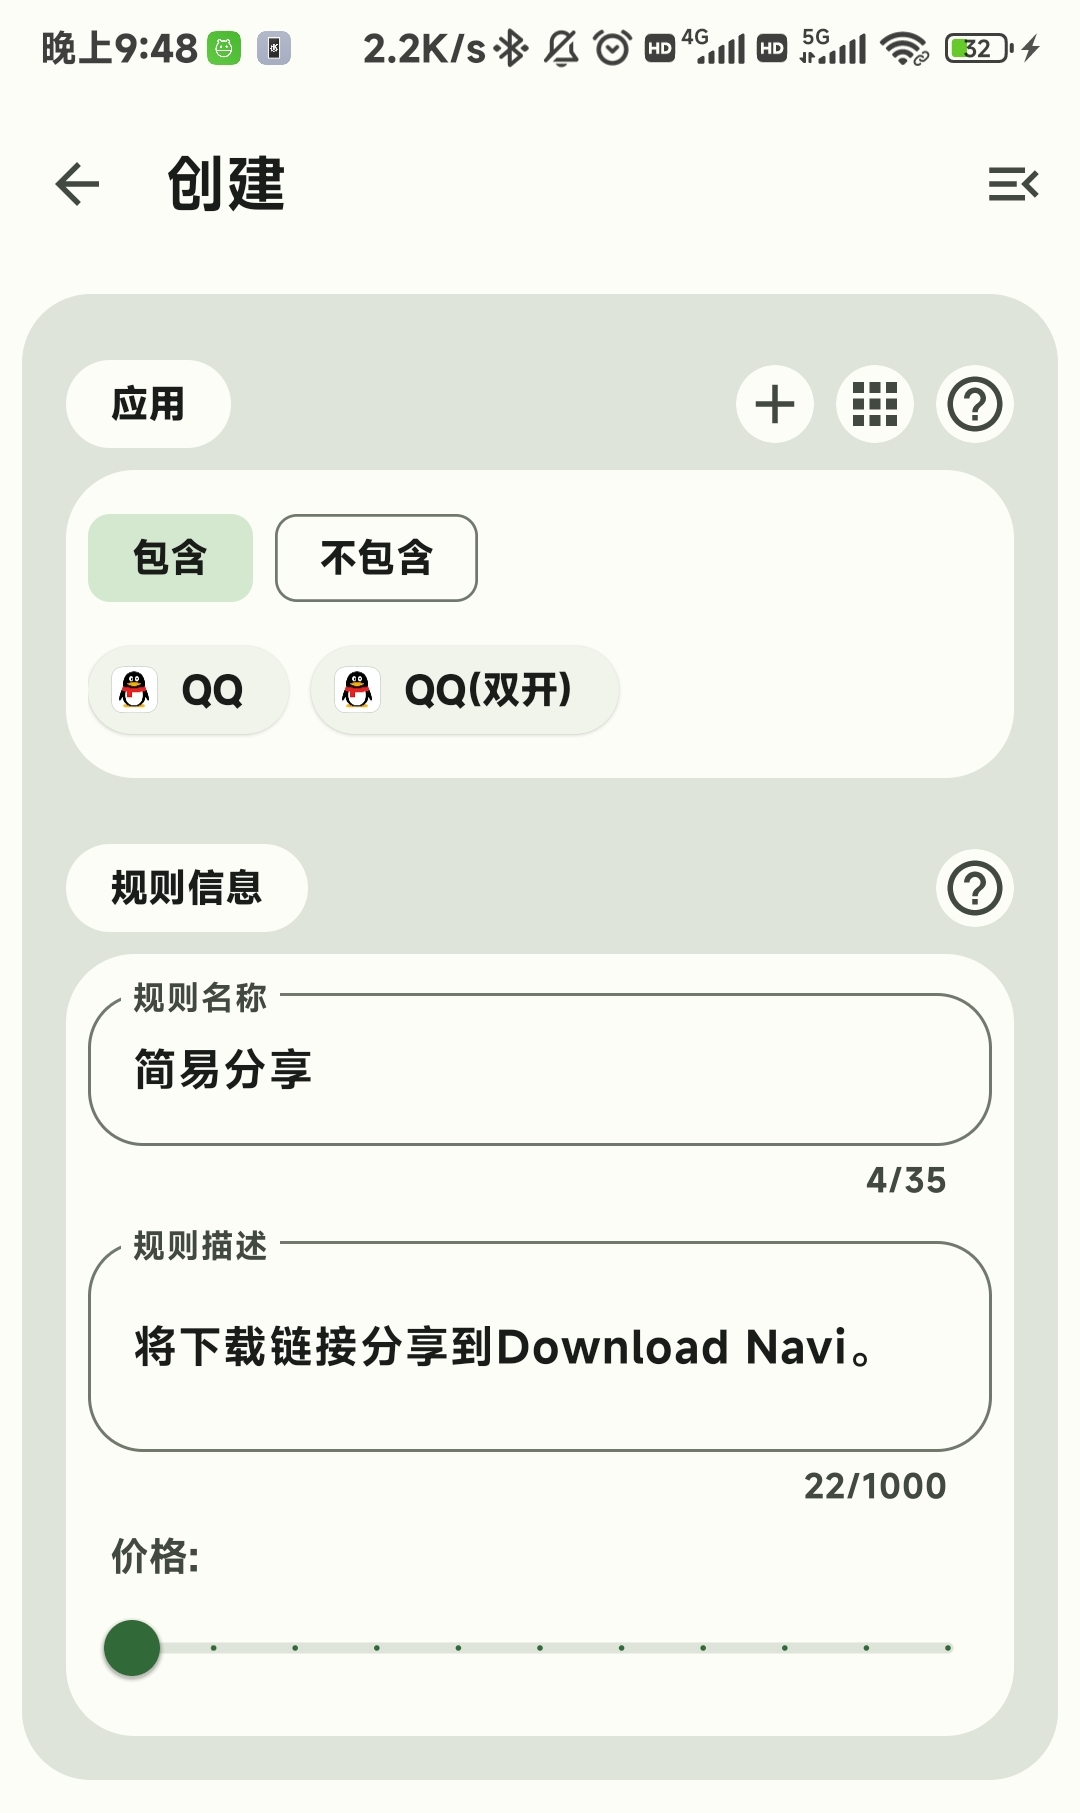 晚上9:48 2.2K/s HD 4G HD 5G 32
创建
应用
包含 不包含
QQ QQ(双开)
规则信息
规则名称
简易分享
4/35
规则描述
将下载链接分享到Download Navi。
22/1000
价格: